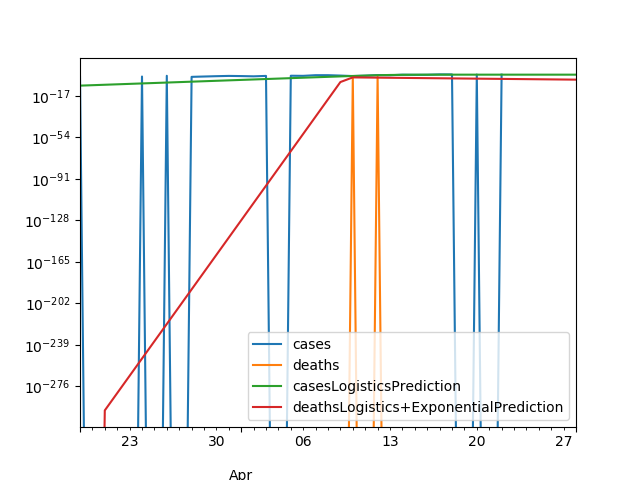 10^−17
10^−54
10^−91
10^−128
10^−165
10^−202
10^−239
10^−276
cases
deaths
casesLogisticsPrediction
deathsLogistics+ExponentialPrediction
23 30 06 13 20 27
Apr